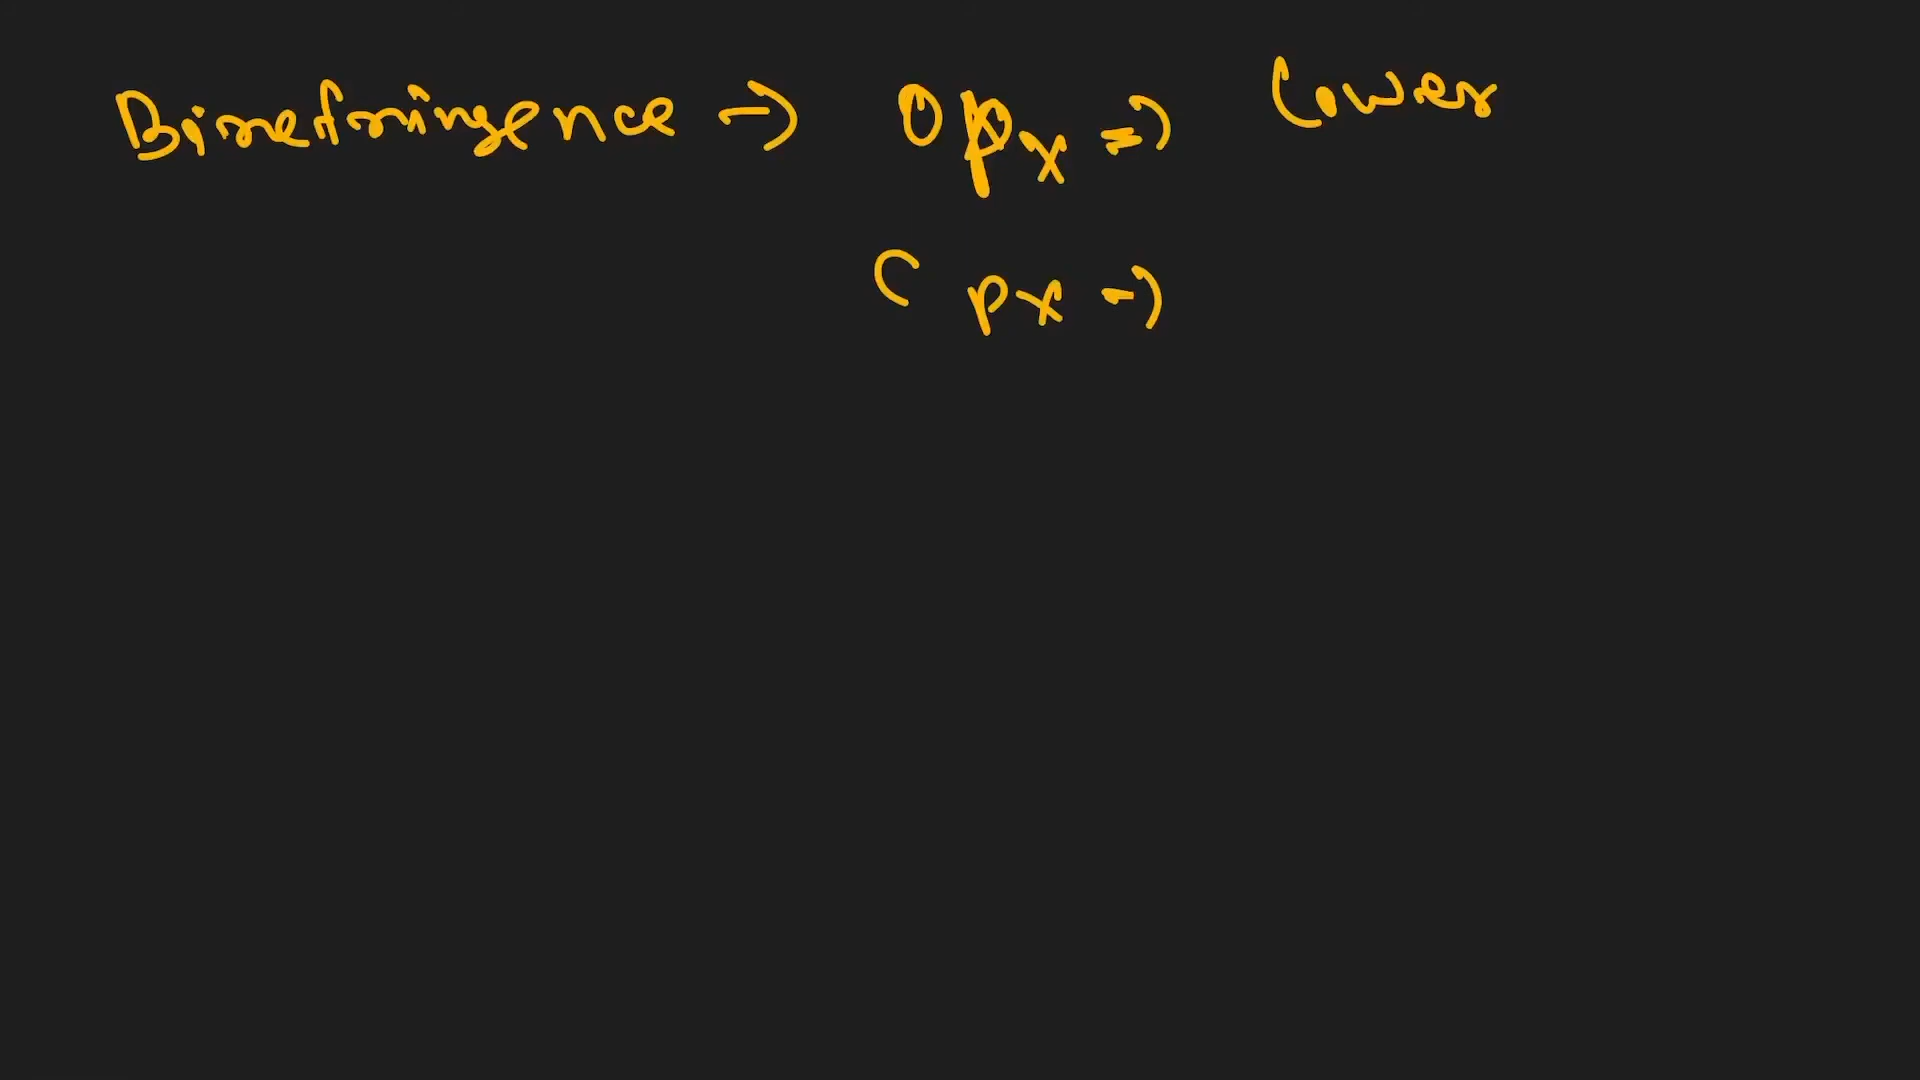 Birefringence → Opx ⇒ Lower
Cpx →